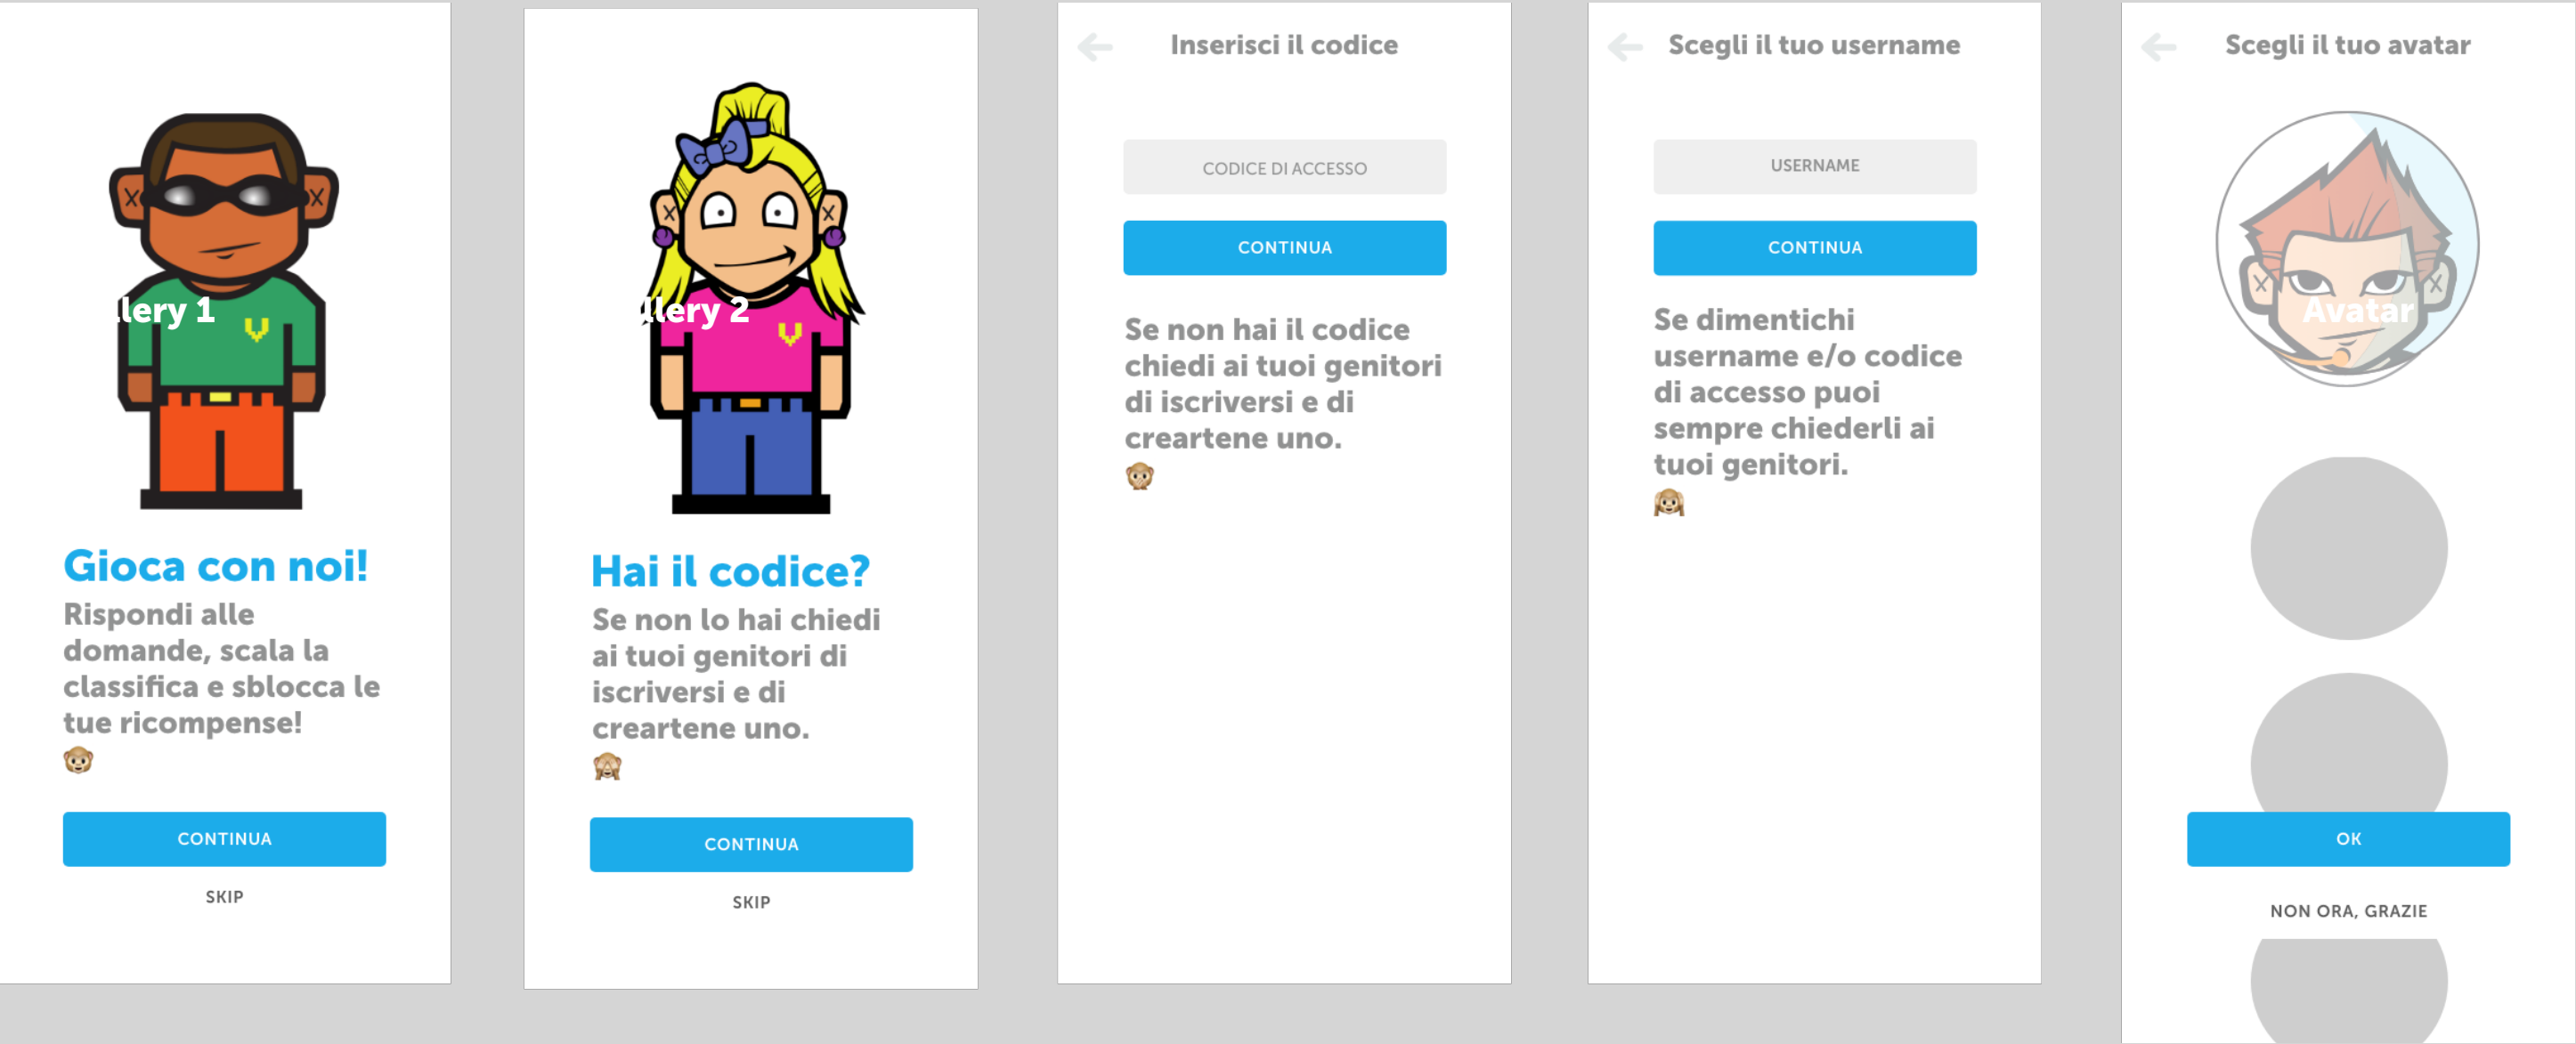 llery 1
Gioca con noi!
Rispondi alle
domande, scala la
classifica e sblocca le
tue ricompense!
CONTINUA
SKIP
llery 2
Hai il codice?
Se non lo hai chiedi
ai tuoi genitori di
iscriversi e di
creartene uno.
CONTINUA
SKIP
Inserisci il codice
CODICE DI ACCESSO
CONTINUA
Se non hai il codice
chiedi ai tuoi genitori
di iscriversi e di
creartene uno.
Scegli il tuo username
USERNAME
CONTINUA
Se dimentichi
username e/o codice
di accesso puoi
sempre chiederli ai
tuoi genitori.
Scegli il tuo avatar
Avatar
OK
NON ORA, GRAZIE